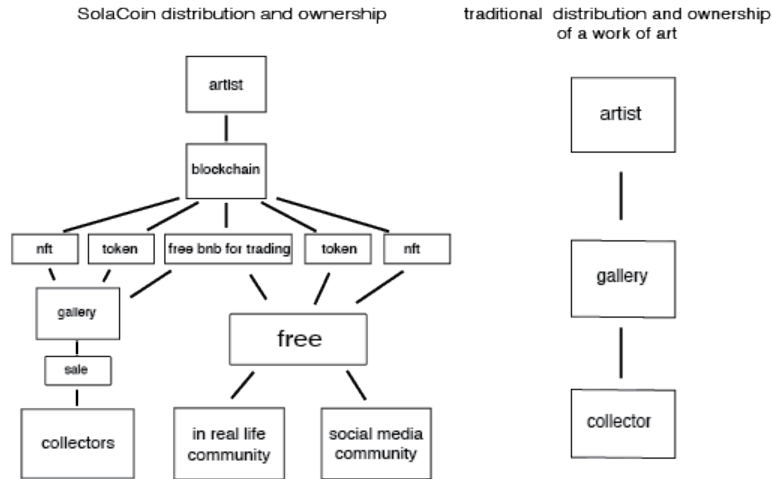 SolaCoin distribution and ownership
traditional distribution and ownership
of a work of art
artist
blockchain
nft
token
free bnb for trading
token
nft
gallery
free
sale
collectors
in real life
community
social media
community
artist
gallery
collector